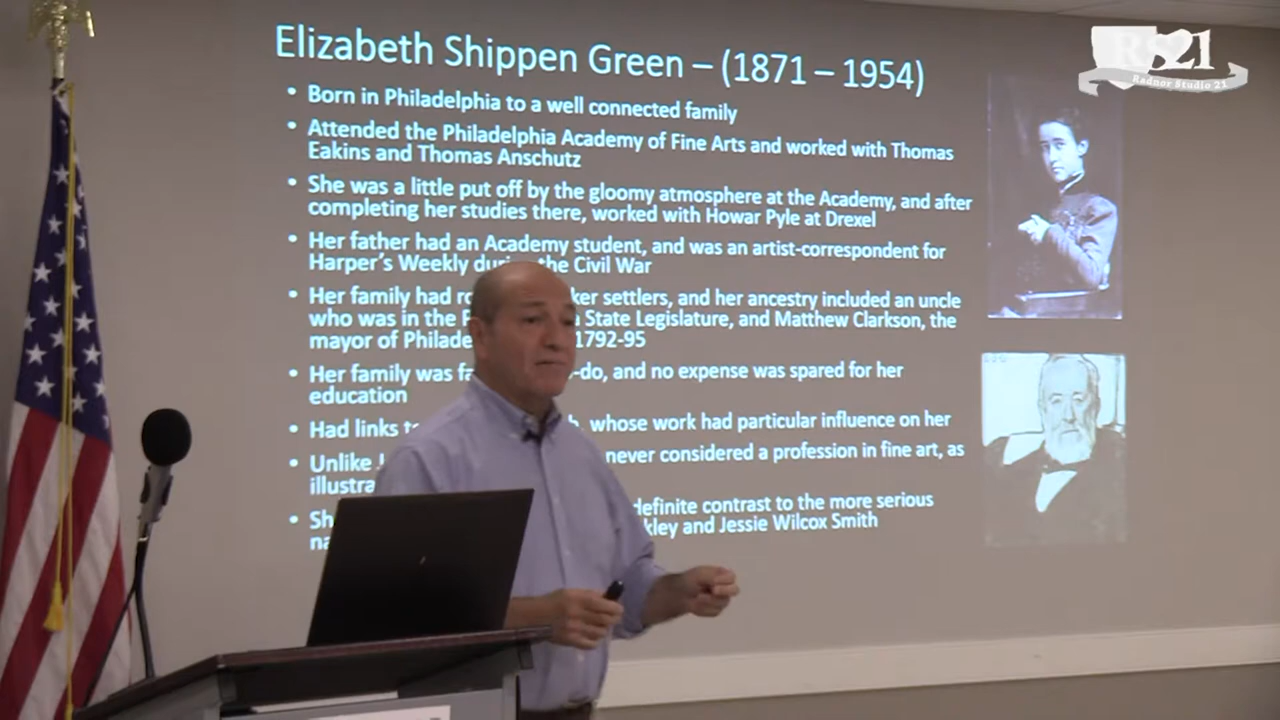 RS21
Radnor Studio 21
Elizabeth Shippen Green – (1871 – 1954)
• Born in Philadelphia to a well connected family
• Attended the Philadelphia Academy of Fine Arts and worked with Thomas
Eakins and Thomas Anschutz
• She was a little put off by the gloomy atmosphere at the Academy, and after
completing her studies there, worked with Howar Pyle at Drexel
• Her father had an Academy student, and was an artist-correspondent for
Harper's Weekly during the Civil War
• Her family had ker settlers, and her ancestry included an uncle
who was in the State Legislature, and Matthew Clarkson, the
mayor of 1792-95
• Her family was -do, and no expense was spared for her
education
• Had links whose work had particular influence on her
• Unlike never considered a profession in fine art, as
• definite contrast to the more serious
kley and Jessie Wilcox Smith